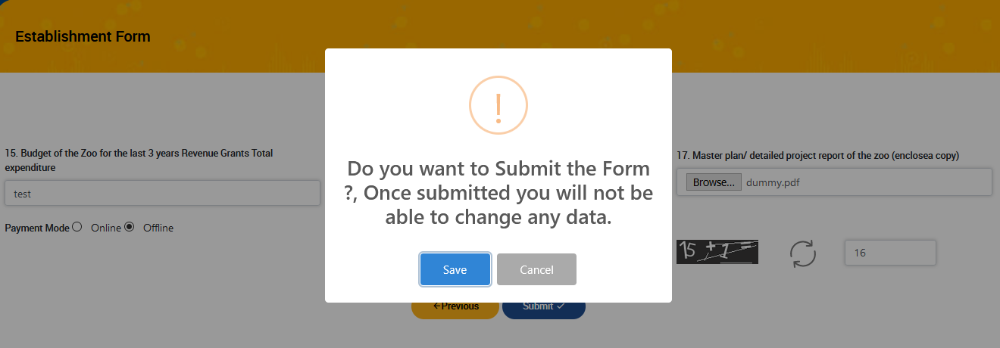 Establishment Form
15. Budget of the Zoo for the last 3 years Revenue Grants Total
expenditure
test
Payment Mode Online Offline
Do you want to Submit the Form
?, Once submitted you will not be
able to change any data.
Save Cancel
17. Master plan/ detailed project report of the zoo (enclosea copy)
Browse... dummy.pdf
15 + 1 =
16
←Previous Submit ✓